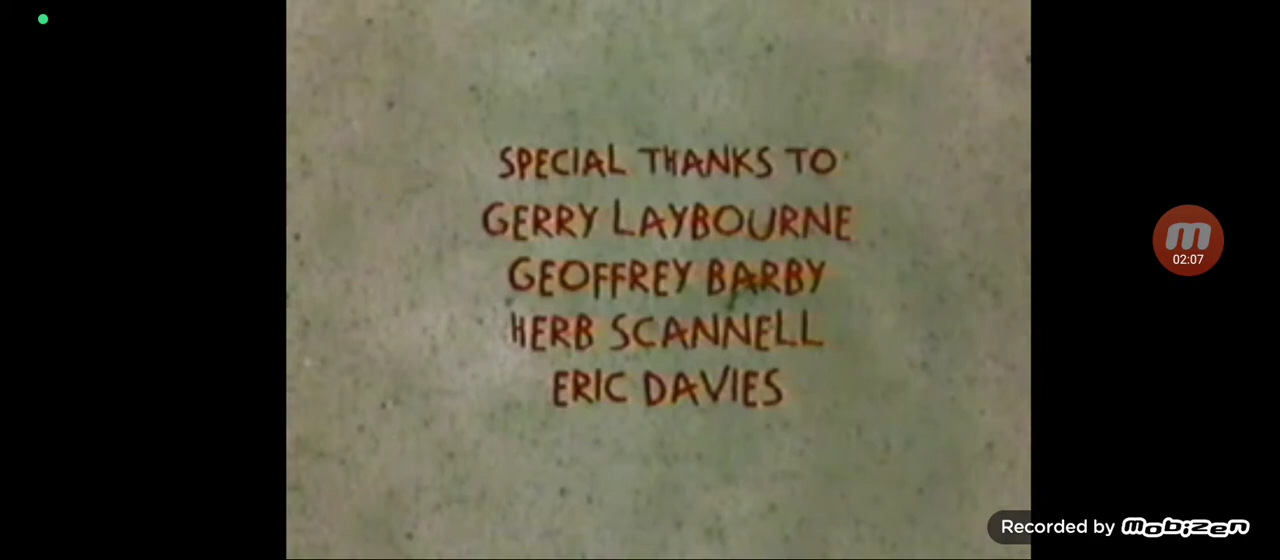 SPECIAL THANKS TO
GERRY LAYBOURNE
GEOFFREY BARBY
HERB SCANNELL
ERIC DAVIES
02:07
Recorded by mobizen